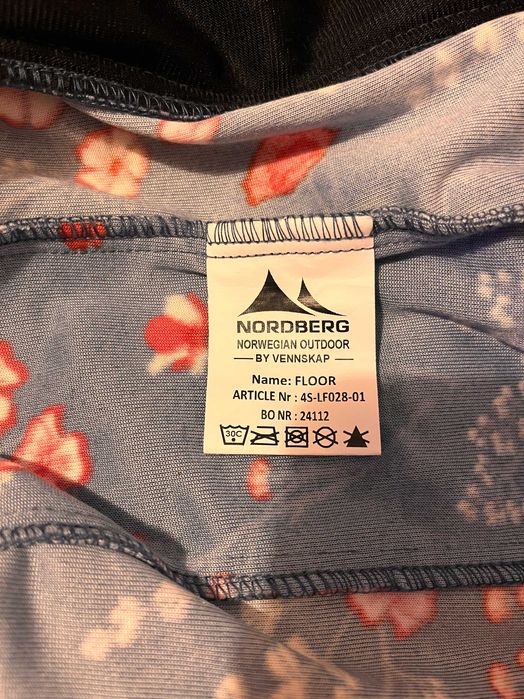 NORDBERG
NORWEGIAN OUTDOOR
BY VENNSKAP
Name: FLOOR
ARTICLE Nr : 4S-LF028-01
BO NR : 24112
30C